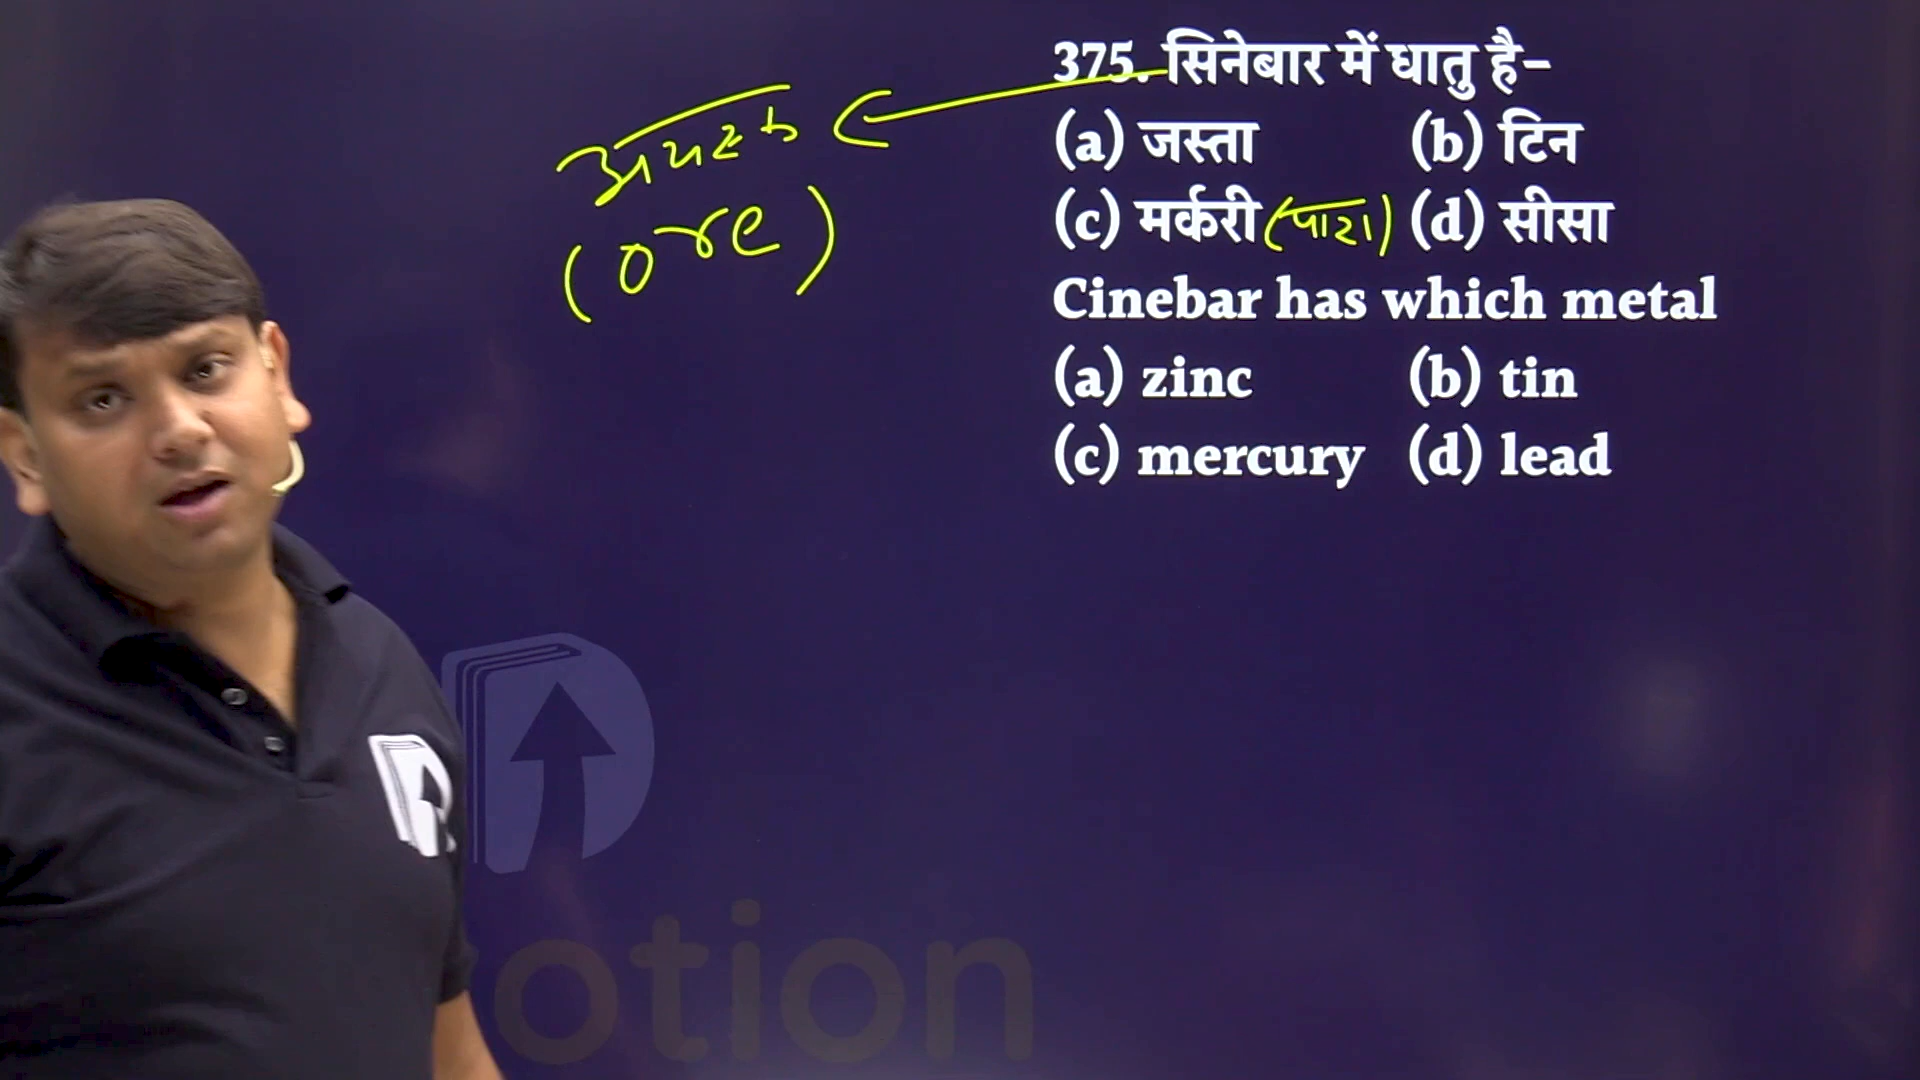 375. सिनेबार में धातु है–
(a) जस्ता (b) टिन
(c) मर्करी (पारा) (d) सीसा
Cinebar has which metal
(a) zinc (b) tin
(c) mercury (d) lead
अयस्क
(ore)
otion